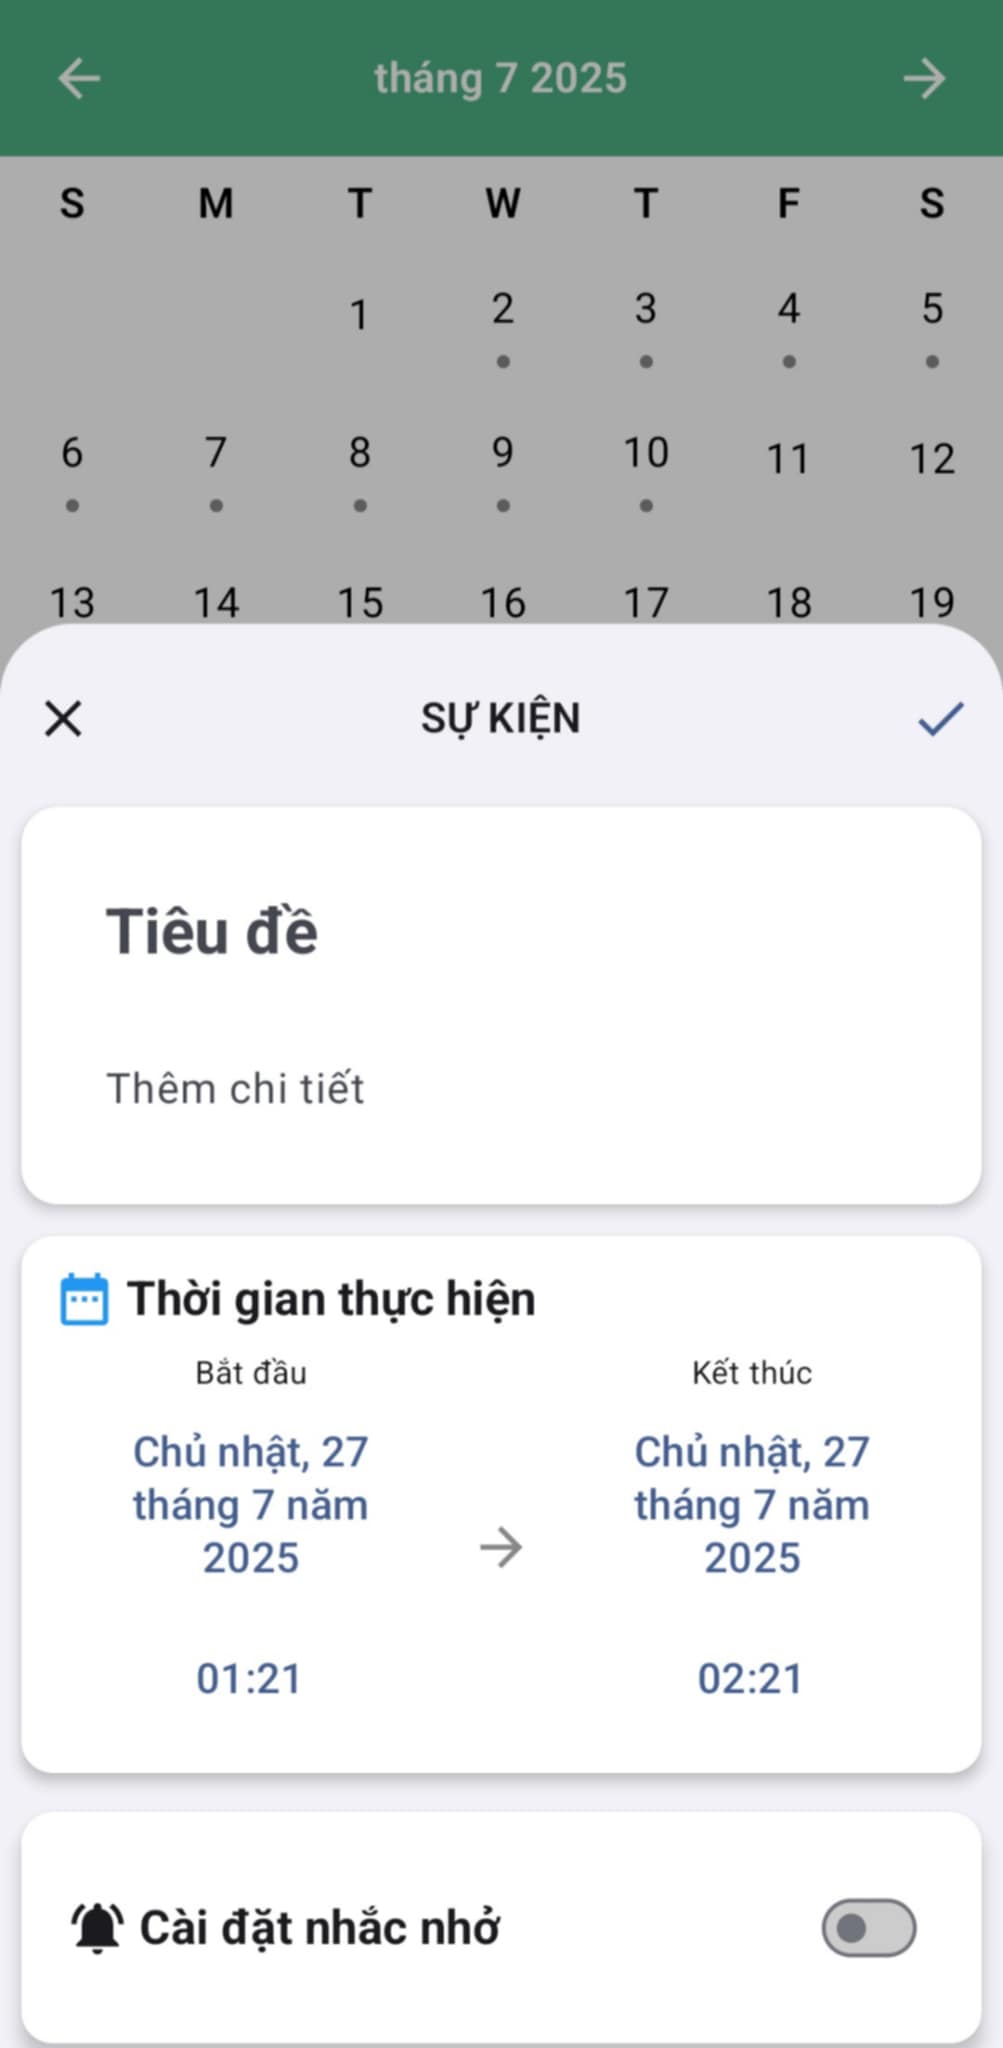 tháng 7 2025
S M T W T F S
1 2 3 4 5
6 7 8 9 10 11 12
13 14 15 16 17 18 19
SỰ KIỆN
Tiêu đề
Thêm chi tiết
Thời gian thực hiện
Bắt đầu
Chủ nhật, 27
tháng 7 năm
2025
01:21
Kết thúc
Chủ nhật, 27
tháng 7 năm
2025
02:21
Cài đặt nhắc nhở